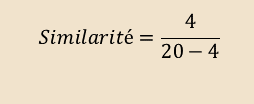 Similarité = 4 / (20 − 4)